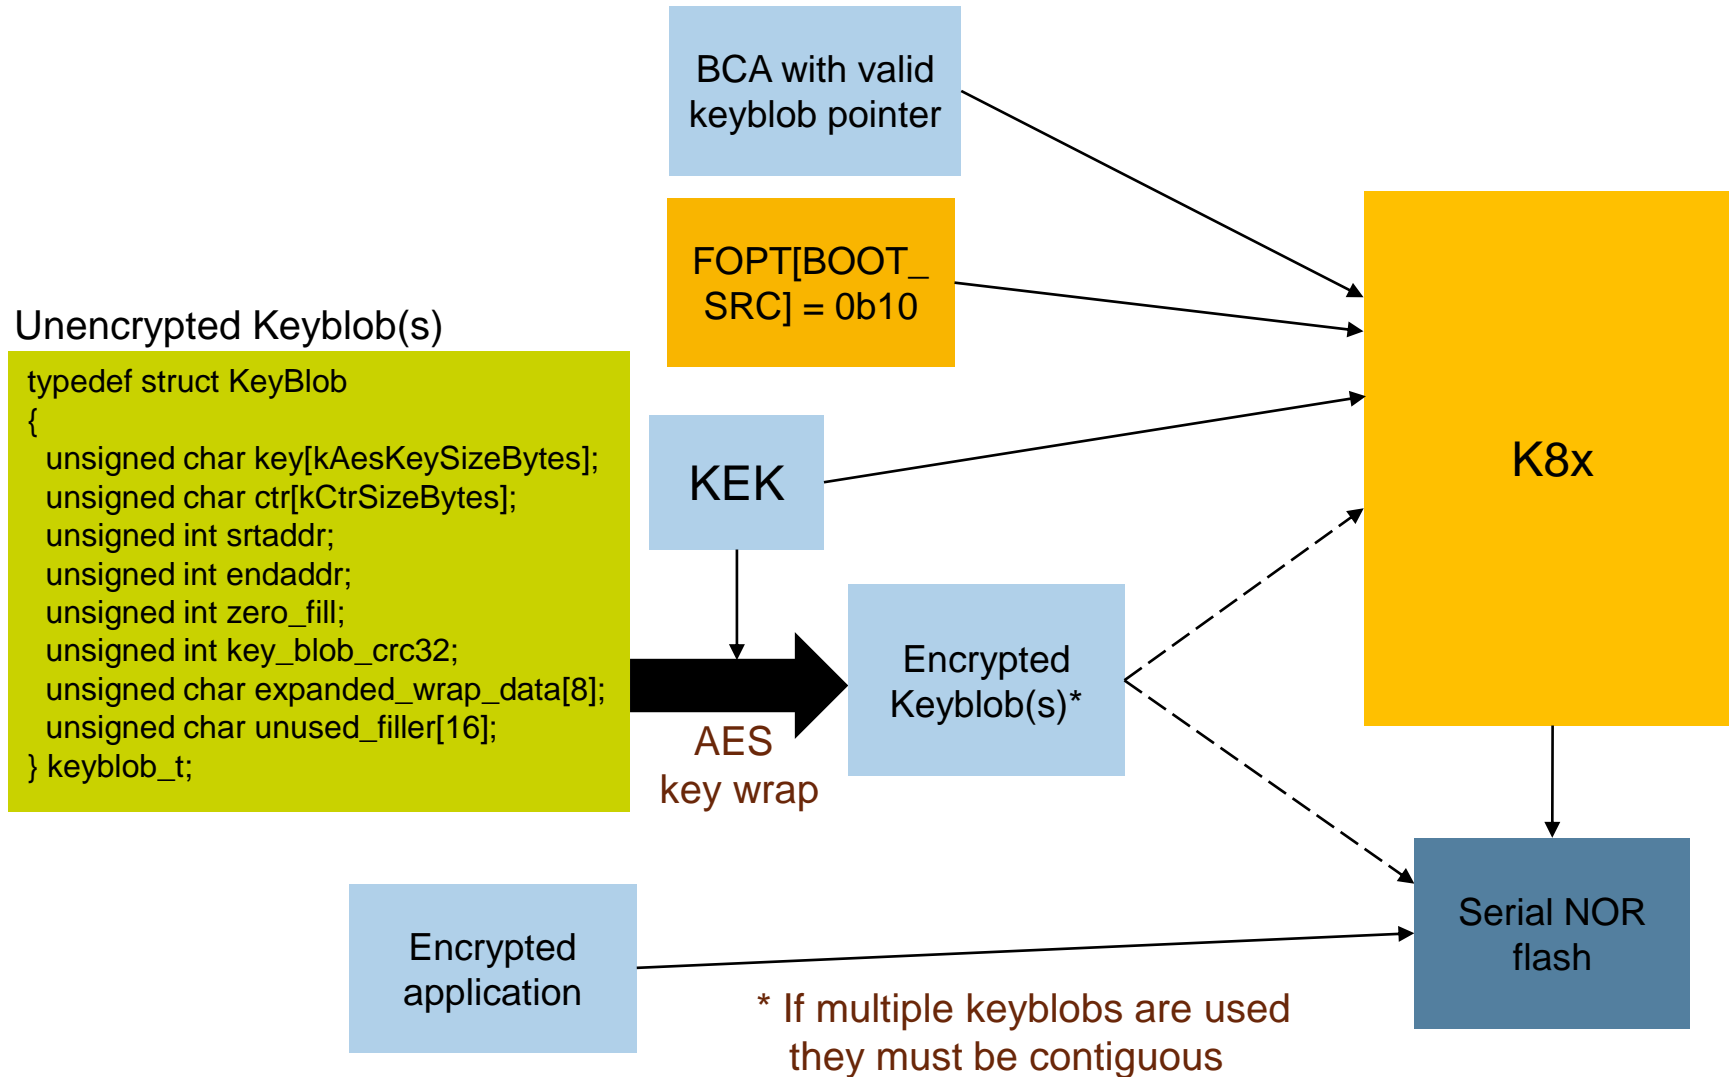 BCA with valid
keyblob pointer
FOPT[BOOT_
SRC] = 0b10
Unencrypted Keyblob(s)
typedef struct KeyBlob
{
unsigned char key[kAesKeySizeBytes];
unsigned char ctr[kCtrSizeBytes];
unsigned int srtaddr;
unsigned int endaddr;
unsigned int zero_fill;
unsigned int key_blob_crc32;
unsigned char expanded_wrap_data[8];
unsigned char unused_filler[16];
} keyblob_t;
KEK
K8x
AES
key wrap
Encrypted
Keyblob(s)*
Encrypted
application
Serial NOR
flash
* If multiple keyblobs are used
they must be contiguous